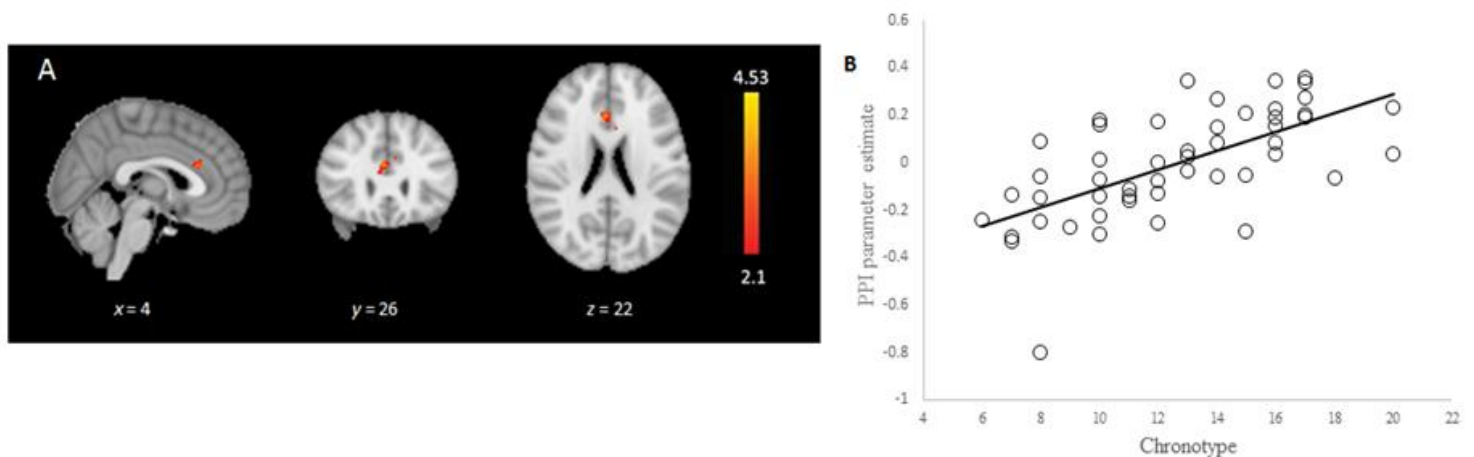 A
4.53
2.1
x = 4
y = 26
z = 22
B
PPI parameter estimate
0.6
0.4
0.2
0
-0.2
-0.4
-0.6
-0.8
-1
4 6 8 10 12 14 16 18 20 22
Chronotype